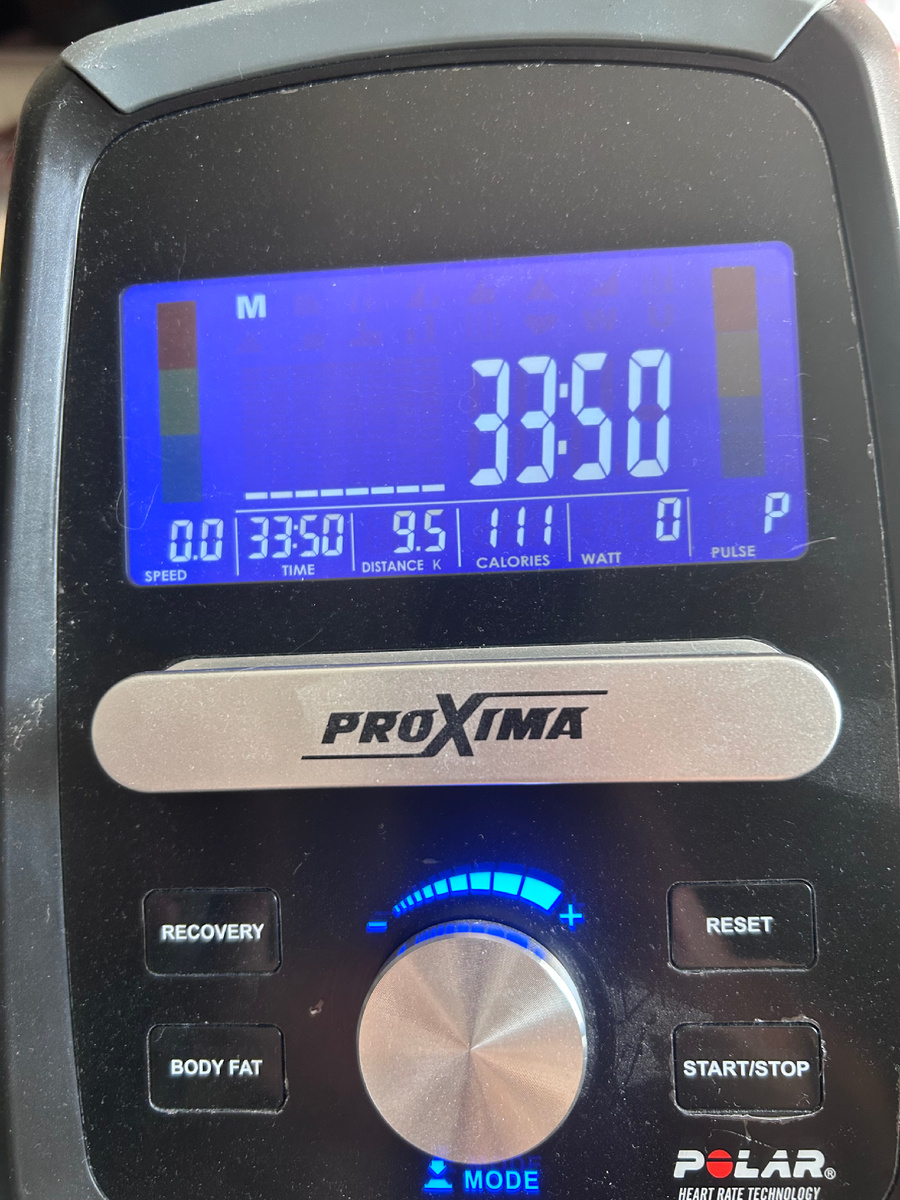 M
33:50
0.0 33:50 9.5 111 0 P
SPEED TIME DISTANCE K CALORIES WATT PULSE
PROXIMA
- +
RECOVERY RESET
BODY FAT START/STOP
MODE
POLAR®
HEART RATE TECHNOLOGY